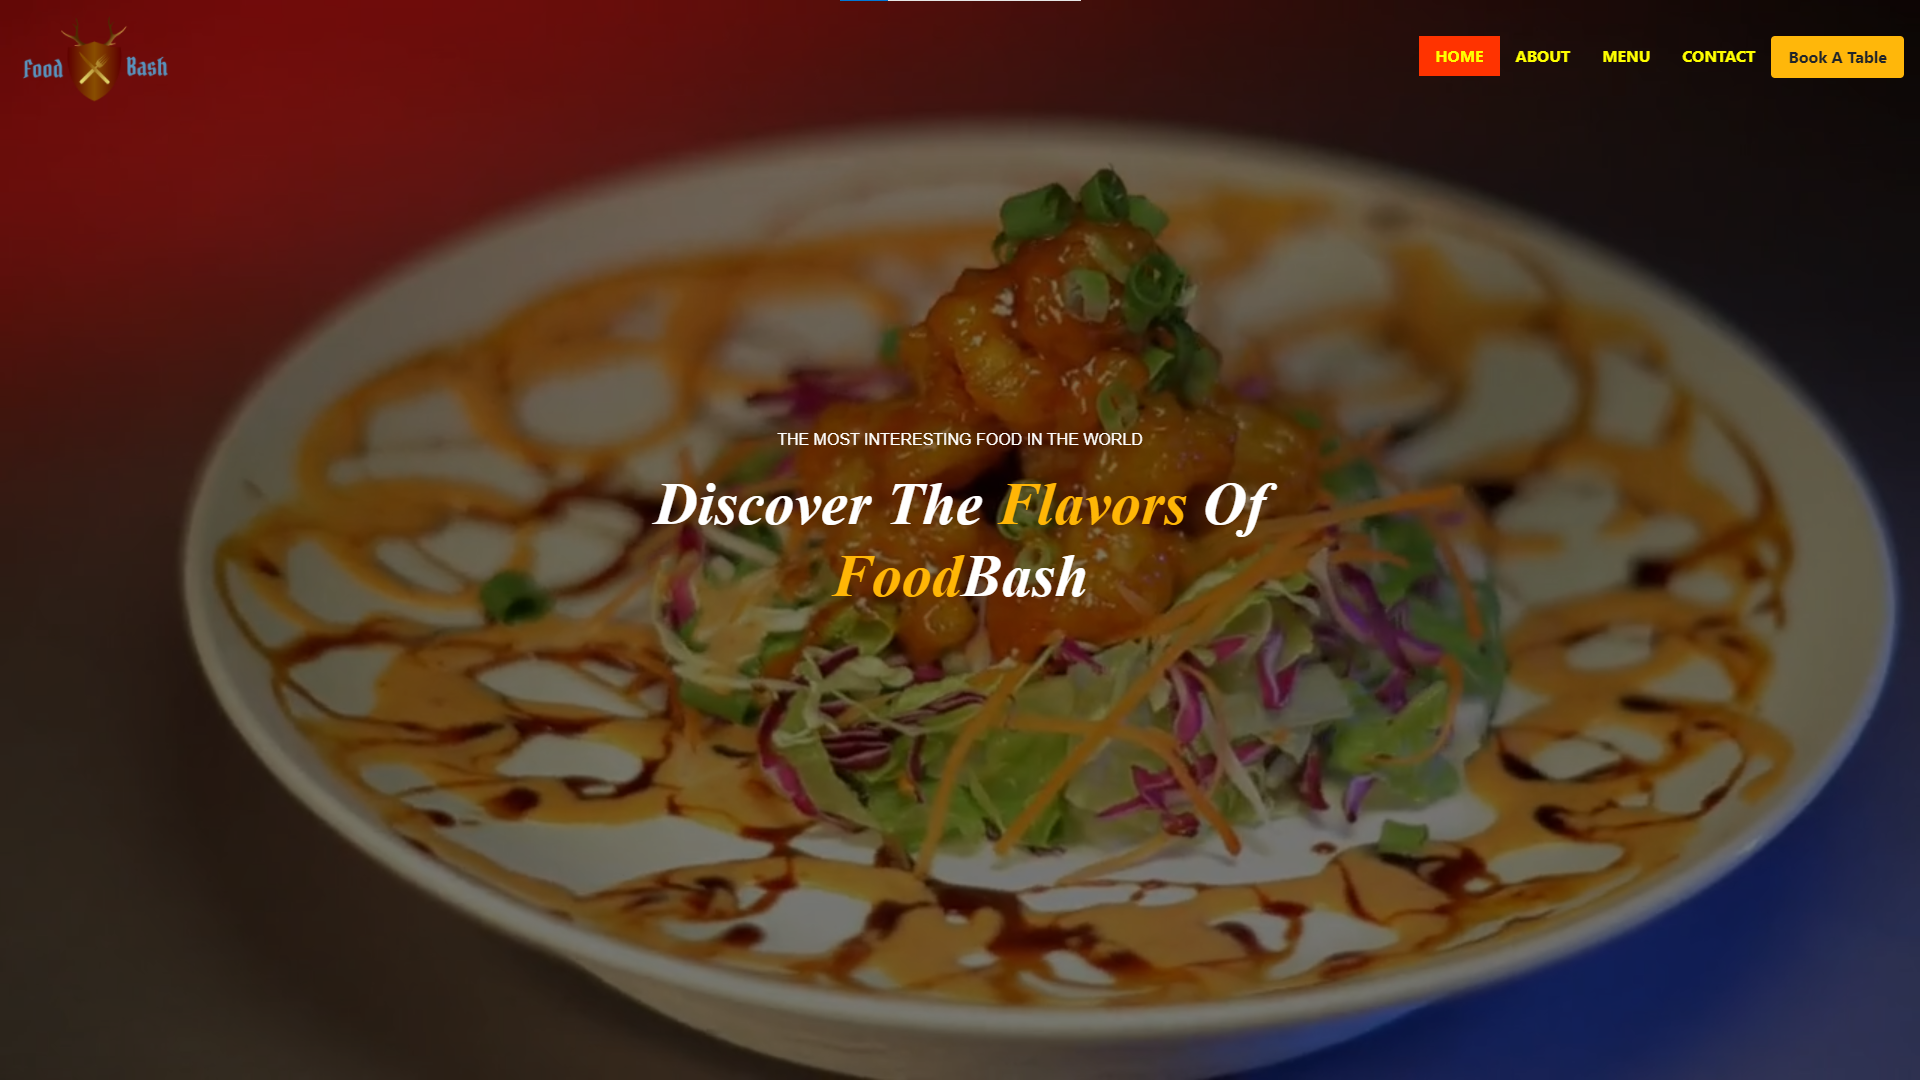 Food Bash
HOME
ABOUT
MENU
CONTACT
Book A Table
THE MOST INTERESTING FOOD IN THE WORLD
Discover The Flavors Of
FoodBash